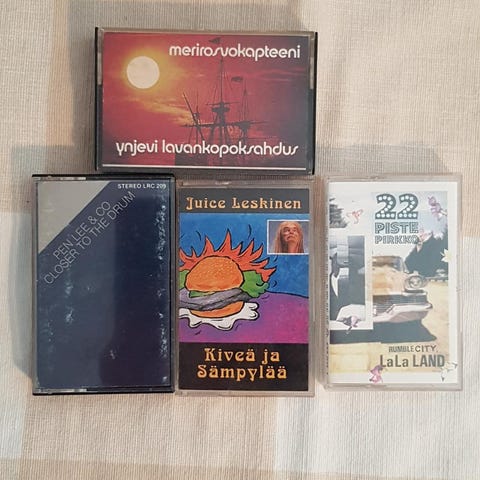 merirosvokapteeni
ynjevi lavankopoksahdus
STEREO LRC 209
PEN LEE & CO
CLOSER TO THE DRUM
Juice Leskinen
Kiveä ja
Sämpylää
22
PISTE
PIRKKO
RUMBLE CITY,
LaLa LAND